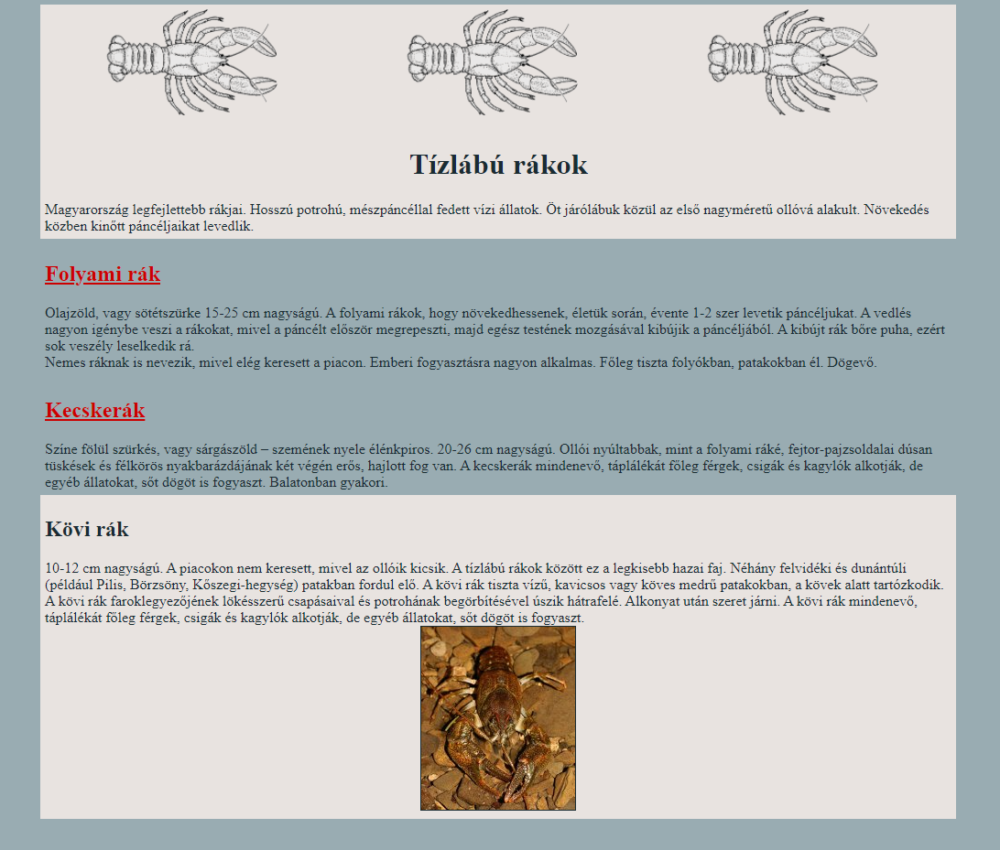 Tízlábú rákok
Magyarország legfejlettebb rákjai. Hosszú potrohú, mészpáncéllal fedett vízi állatok. Öt járólábuk közül az első nagyméretű ollóvá alakult. Növekedés
közben kinőtt páncéljaikat levedlik.
Folyami rák
Olajzöld, vagy sötétszürke 15-25 cm nagyságú. A folyami rákok, hogy növekedhessenek, életük során, évente 1-2 szer levetik páncéljukat. A vedlés
nagyon igénybe veszi a rákokat, mivel a páncélt először megrepeszti, majd egész testének mozgásával kibújik a páncéljából. A kibújt rák bőre puha, ezért
sok veszély leselkedik rá.
Nemes ráknak is nevezik, mivel elég keresett a piacon. Emberi fogyasztásra nagyon alkalmas. Főleg tiszta folyókban, patakokban él. Dögevő.
Kecskerák
Színe fölül szürkés, vagy sárgászöld – szemének nyele élénkpiros. 20-26 cm nagyságú. Ollói nyúltabbak, mint a folyami ráké, fejtor-pajzsoldalai dúsan
tüskések és félkörös nyakbarázdájának két végén erős, hajlott fog van. A kecskerák mindenevő, táplálékát főleg férgek, csigák és kagylók alkotják, de
egyéb állatokat, sőt dögöt is fogyaszt. Balatonban gyakori.
Kövi rák
10-12 cm nagyságú. A piacokon nem keresett, mivel az ollóik kicsik. A tízlábú rákok között ez a legkisebb hazai faj. Néhány felvidéki és dunántúli
(például Pilis, Börzsöny, Kőszegi-hegység) patakban fordul elő. A kövi rák tiszta vízű, kavicsos vagy köves medrű patakokban, a kövek alatt tartózkodik.
A kövi rák faroklegyezőjének lökésszerű csapásaival és potrohának begörbítésével úszik hátrafelé. Alkonyat után szeret járni. A kövi rák mindenevő,
táplálékát főleg férgek, csigák és kagylók alkotják, de egyéb állatokat, sőt dögöt is fogyaszt.